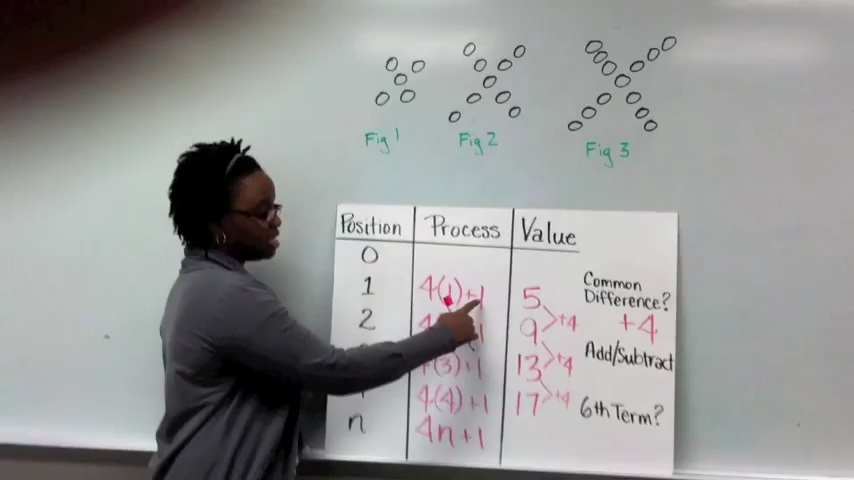 Fig 1 Fig 2 Fig 3
Position Process Value
0
1 4(1)+1 5
2 9 +4
(3)+1 13 +4
4(4)+1 17 +4
n 4n+1
Common
Difference?
+4
Add/Subtract
6th Term?